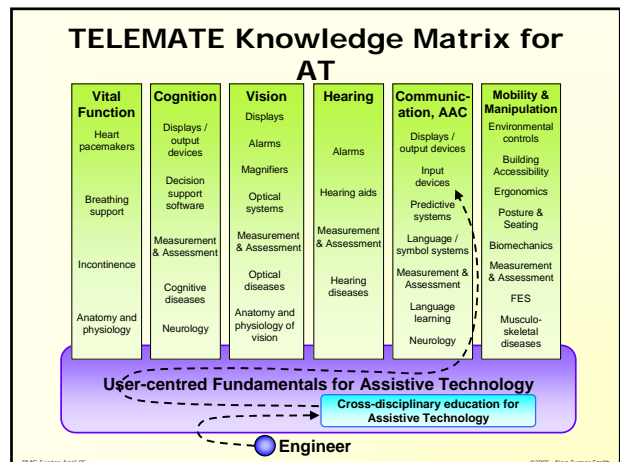 TELEMATE Knowledge Matrix for
AT
Vital
Function
Heart
pacemakers
Breathing
support
Incontinence
Anatomy and
physiology
Cognition
Displays /
output
devices
Decision
support
software
Measurement
& Assessment
Cognitive
diseases
Neurology
Vision
Displays
Alarms
Magnifiers
Optical
systems
Measurement
& Assessment
Optical
diseases
Anatomy and
physiology of
vision
Hearing
Alarms
Hearing aids
Measurement
& Assessment
Hearing
diseases
Communic-
ation, AAC
Displays /
output devices
Input
devices
Predictive
systems
Language /
symbol systems
Measurement &
Assessment
Language
learning
Neurology
Mobility &
Manipulation
Environmental
controls
Building
Accessibility
Ergonomics
Posture &
Seating
Biomechanics
Measurement
& Assessment
FES
Musculo-
skeletal
diseases
User-centred Fundamentals for Assistive Technology
Cross-disciplinary education for
Assistive Technology
Engineer